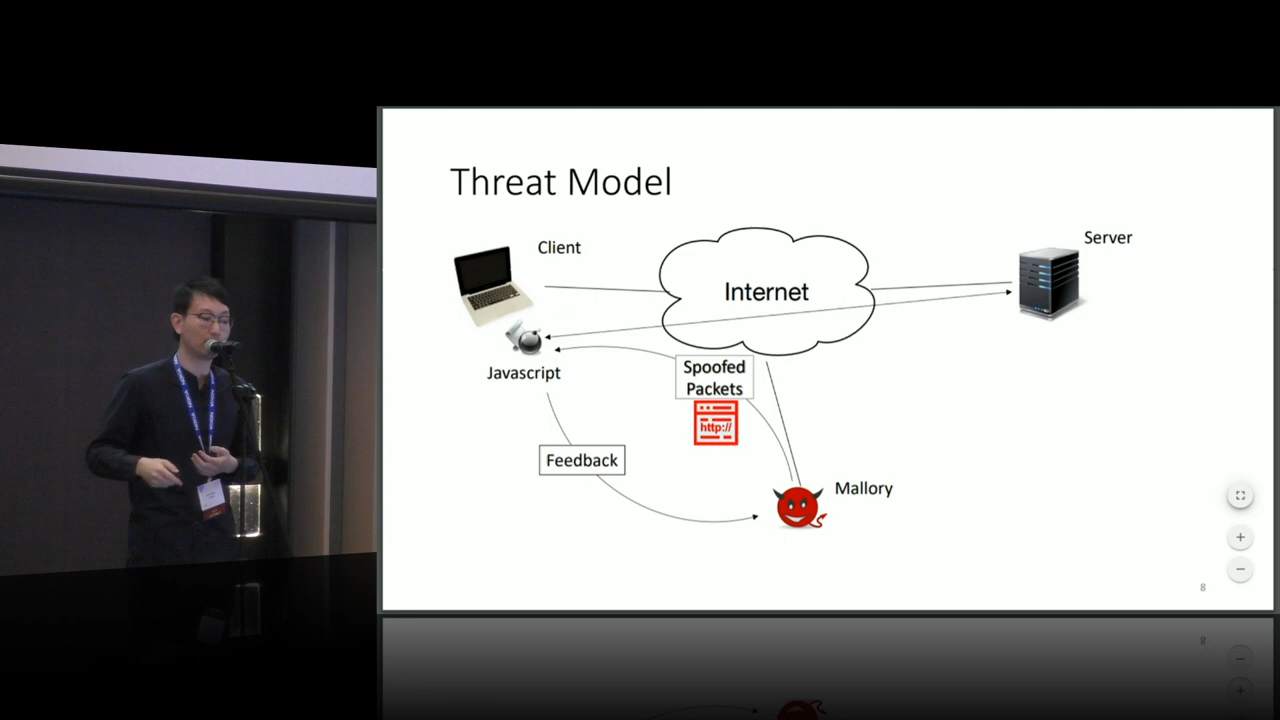 Threat Model
Client
Server
Internet
Javascript
Spoofed
Packets
http://
Feedback
Mallory
8